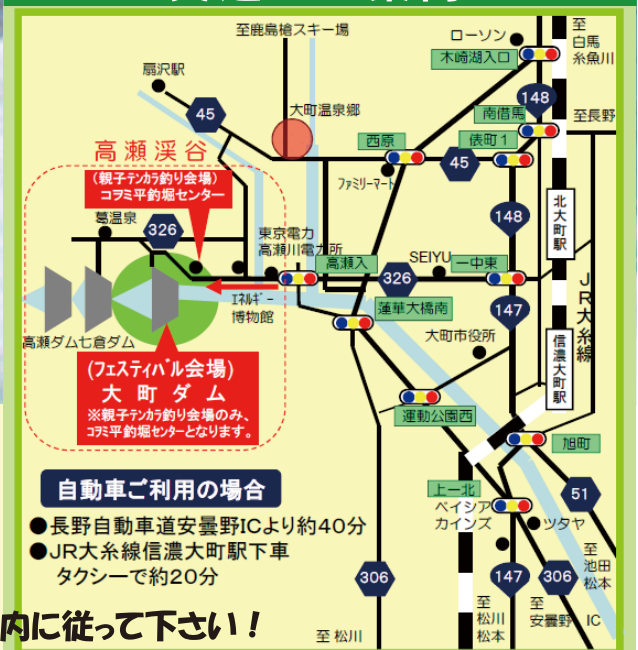 至鹿島槍スキー場
ローソン
至
白馬
糸魚川
木崎湖入口
扇沢駅
148
45
大町温泉郷
南借馬
至長野
高瀬渓谷
西原
俵町1
45
ファミリーマート
(親子テンカラ釣り会場)
コヲミ平釣堀センター
葛温泉
326
148
北大町駅
東京電力
高瀬川電力所
高瀬入
SEIYU
一中東
326
エネルギー
博物館
蓮華大橋南
147
JR大糸線
高瀬ダム
七倉ダム
大町市役所
信濃大町駅
(フェスティバル会場)
大町ダム
※親子テンカラ釣り会場のみ、
コヲミ平釣堀センターとなります。
運動公園西
旭町
自動車ご利用の場合
上一北
ベイシア
カインズ
51
●長野自動車道安曇野ICより約40分
ツタヤ
●JR大糸線信濃大町駅下車
タクシーで約20分
至
池田
松本
306
147
306
至
松川
松本
至
安曇野IC
内に従って下さい!
至 松川